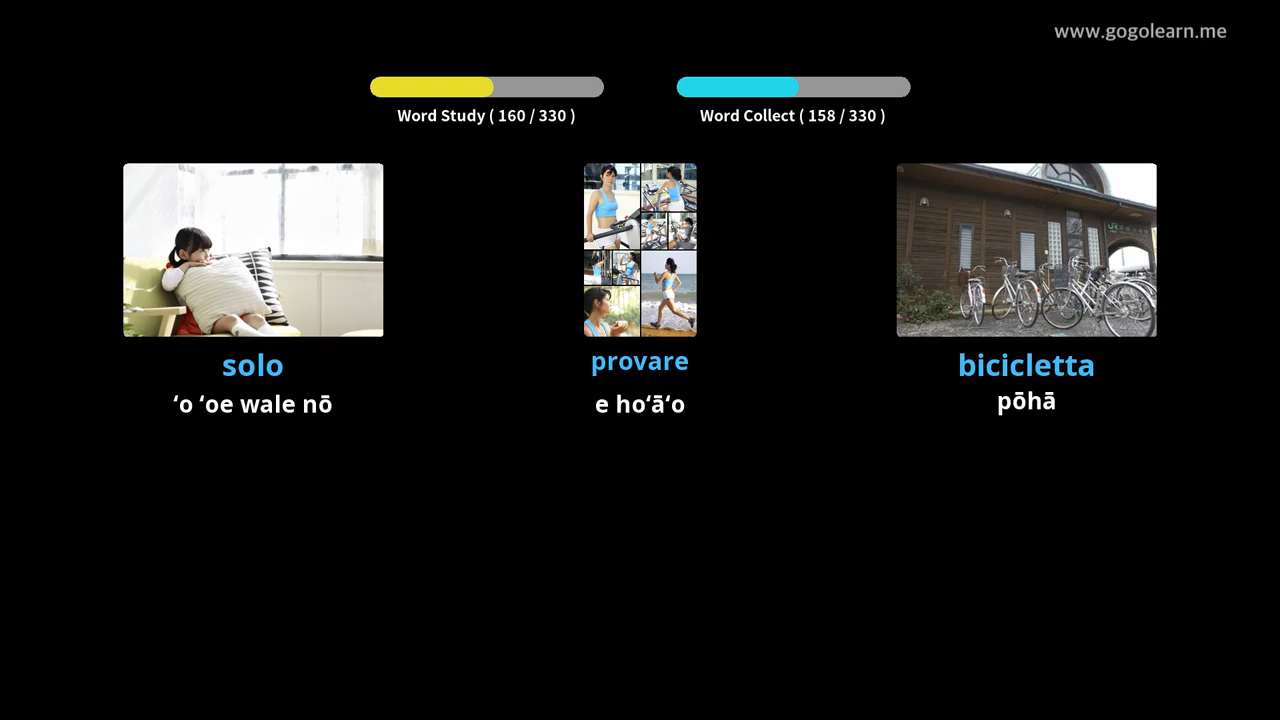 www.gogolearn.me
Word Study ( 160 / 330 )
Word Collect ( 158 / 330 )
solo
ʻo ʻoe wale nō
provare
e hoʻāʻo
bicicletta
pōhā